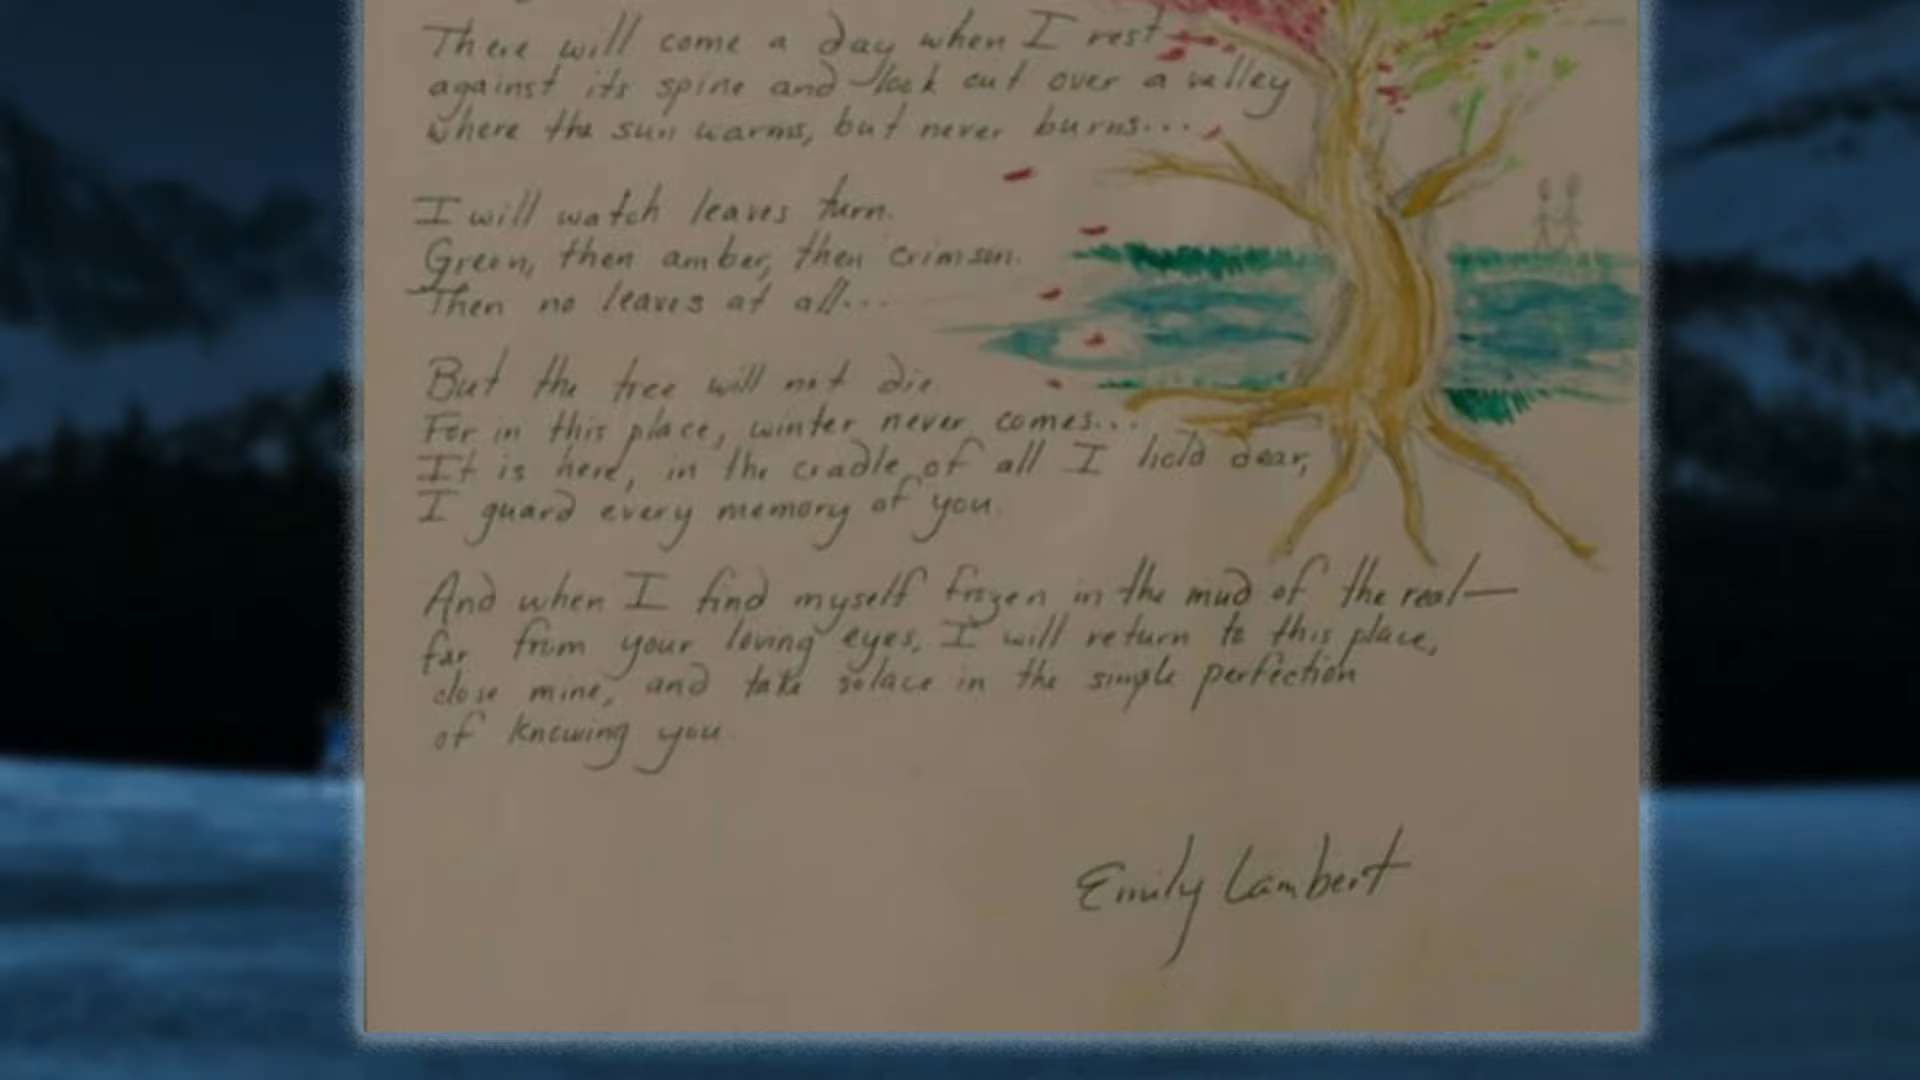 There will come a day when I rest
against its spine and look out over a valley
where the sun warms, but never burns...
I will watch leaves turn.
Green, then amber, then crimson.
Then no leaves at all...
But the tree will not die
For in this place, winter never comes...
It is here, in the cradle of all I hold dear,
I guard every memory of you.
And when I find myself frozen in the mud of the real—
far from your loving eyes, I will return to this place,
close mine, and take solace in the simple perfection
of knowing you.
Emily Lambert